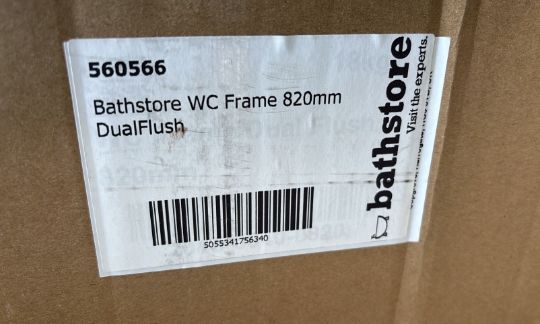 560566
Bathstore WC Frame 820mm
DualFlush
5055341756340
bathstore
Visit the experts.